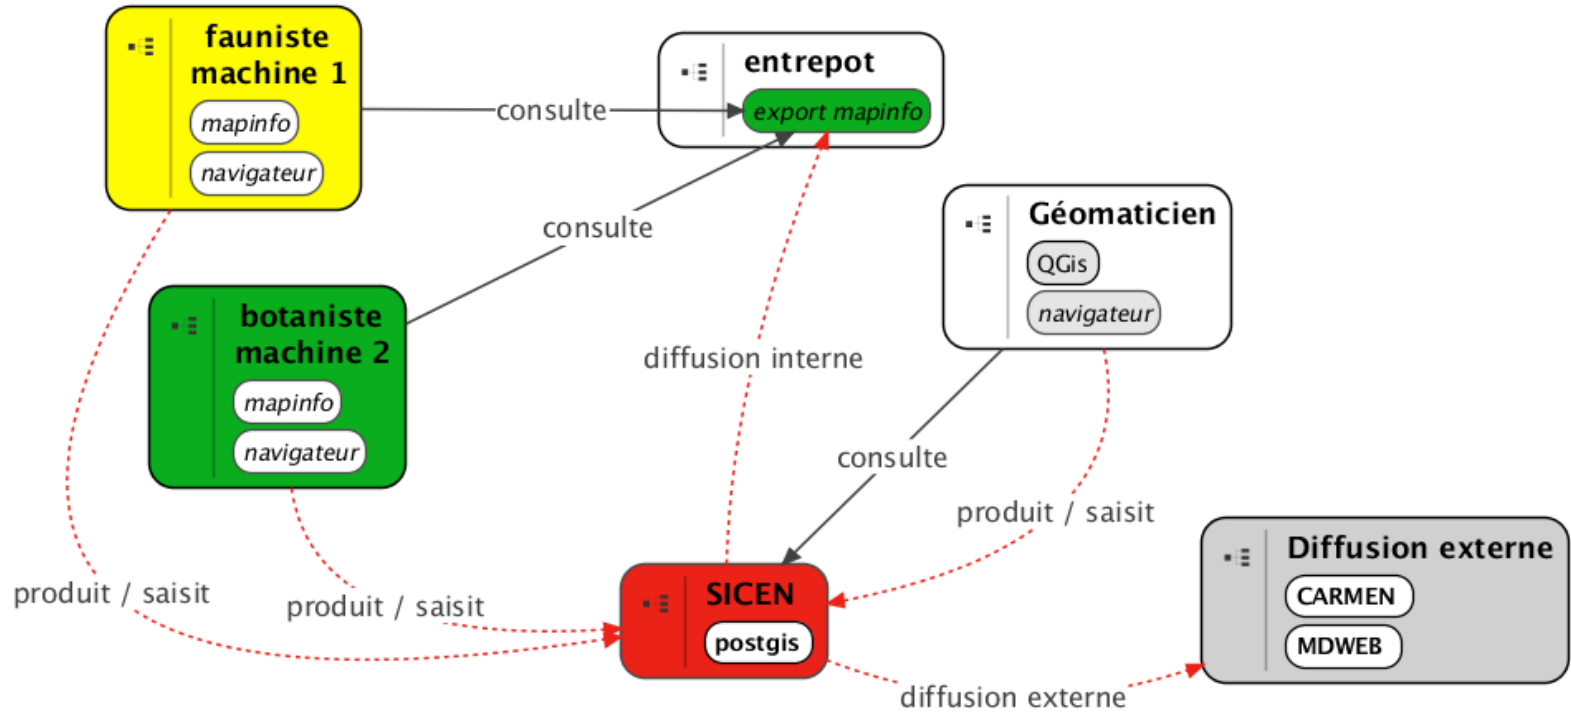 fauniste
machine 1
mapinfo
navigateur
consulte
entrepot
export mapinfo
consulte
Géomaticien
QGis
navigateur
botaniste
machine 2
mapinfo
navigateur
diffusion interne
consulte
produit / saisit
produit / saisit
produit / saisit
SICEN
postgis
Diffusion externe
CARMEN
MDWEB
diffusion externe